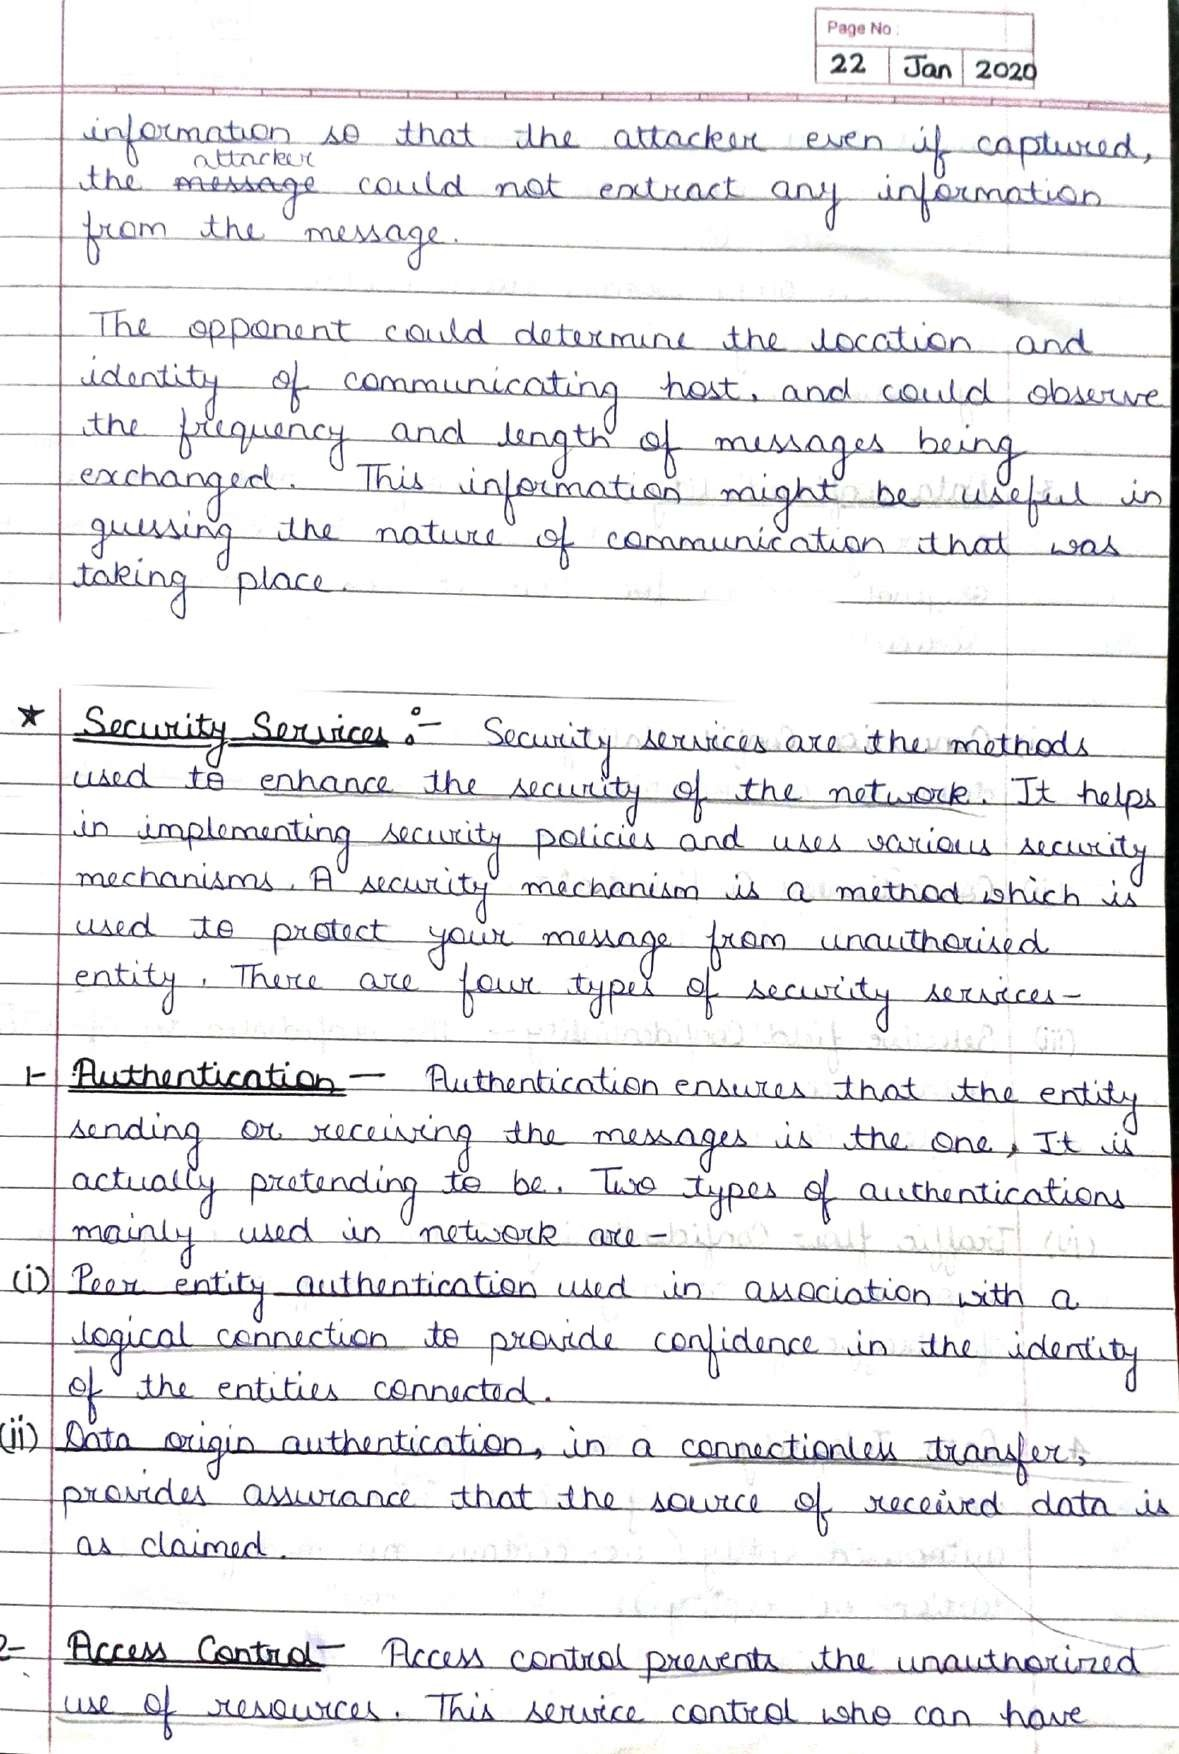 Page No :
22 Jan 2020
information so that the attacker even if captured,
attacker
the message could not extract any information
from the message.
The opponent could determine the location and
identity of communicating host, and could observe
the frequency and length of messages being
exchanged. This information might be useful in
guessing the nature of communication that was
taking place.
★ Security Services :- Security services are the methods
used to enhance the security of the network. It helps
in implementing security policies and uses various security
mechanisms. A security mechanism is a method which is
used to protect your message from unauthorised
entity. There are four types of security services-
1- Authentication - Authentication ensures that the entity
sending or receiving the messages is the one, It is
actually pretending to be. Two types of authentications
mainly used in network are-
(i) Peer entity authentication used in association with a
logical connection to provide confidence in the identity
of the entities connected.
(ii) Data origin authentication, in a connectionless transfer,
provides assurance that the source of received data is
as claimed.
2- Access Control- Access control prevents the unauthorized
use of resources. This service control who can have